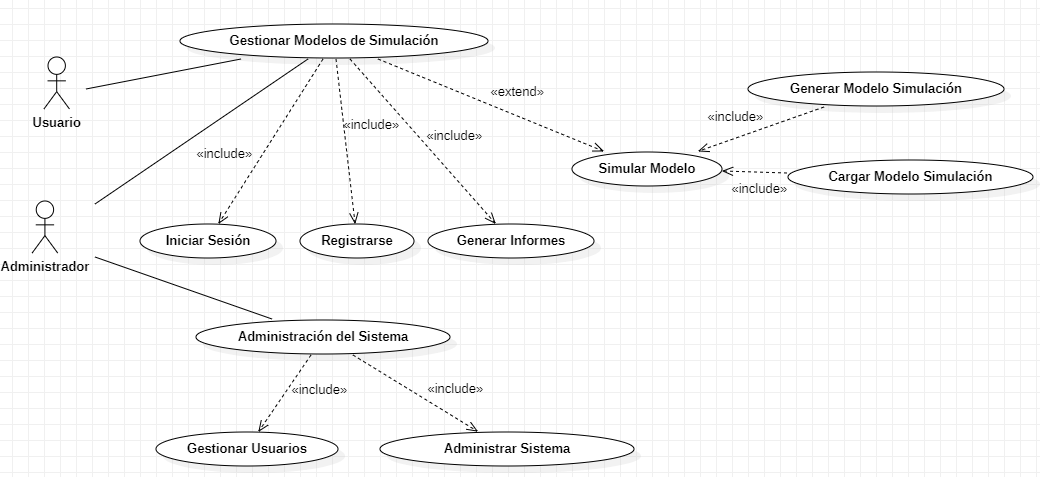 Gestionar Modelos de Simulación
Usuario
«extend»
Generar Modelo Simulación
«include»
«include»
«include»
«include»
Simular Modelo
Cargar Modelo Simulación
«include»
Administrador
Iniciar Sesión
Registrarse
Generar Informes
Administración del Sistema
«include»
«include»
Gestionar Usuarios
Administrar Sistema